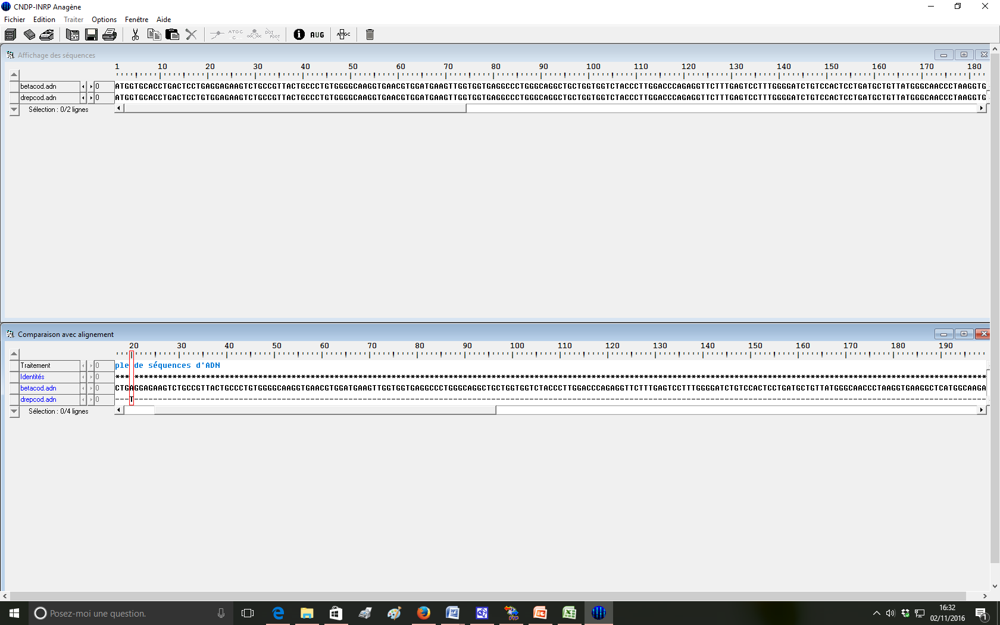 CNDP-INRP Anagène
Fichier Edition Traiter Options Fenêtre Aide
AUG
Affichage des séquences
1 10 20 30 40 50 60 70 80 90 100 110 120 130 140 150 160 170 180
betacod.adn 0 ATGGTGCACCTGACTCCTGAGGAGAAGTCTGCCGTTACTGCCCTGTGGGGCAAGGTGAACGTGGATGAAGTTGGTGGTGAGGCCCTGGGCAGGCTGCTGGTGGTCTACCCTTGGACCCAGAGGTTCTTTGAGTCCTTTGGGGATCTGTCCACTCCTGATGCTGTTATGGGCAACCCTAAGGTG
drepcod.adn 0 ATGGTGCACCTGACTCCTGTGGAGAAGTCTGCCGTTACTGCCCTGTGGGGCAAGGTGAACGTGGATGAAGTTGGTGGTGAGGCCCTGGGCAGGCTGCTGGTGGTCTACCCTTGGACCCAGAGGTTCTTTGAGTCCTTTGGGGATCTGTCCACTCCTGATGCTGTTATGGGCAACCCTAAGGTG
Sélection : 0/2 lignes
Comparaison avec alignement
20 30 40 50 60 70 80 90 100 110 120 130 140 150 160 170 180 190
Traitement 0 ple de séquences d'ADN
Identités 0
betacod.adn 0 CTGAGGAGAAGTCTGCCGTTACTGCCCTGTGGGGCAAGGTGAACGTGGATGAAGTTGGTGGTGAGGCCCTGGGCAGGCTGCTGGTGGTCTACCCTTGGACCCAGAGGTTCTTTGAGTCCTTTGGGGATCTGTCCACTCCTGATGCTGTTATGGGCAACCCTAAGGTGAAGGCTCATGGCAAGA
drepcod.adn 0 T
Sélection : 0/4 lignes
Posez-moi une question.
16:32
02/11/2016